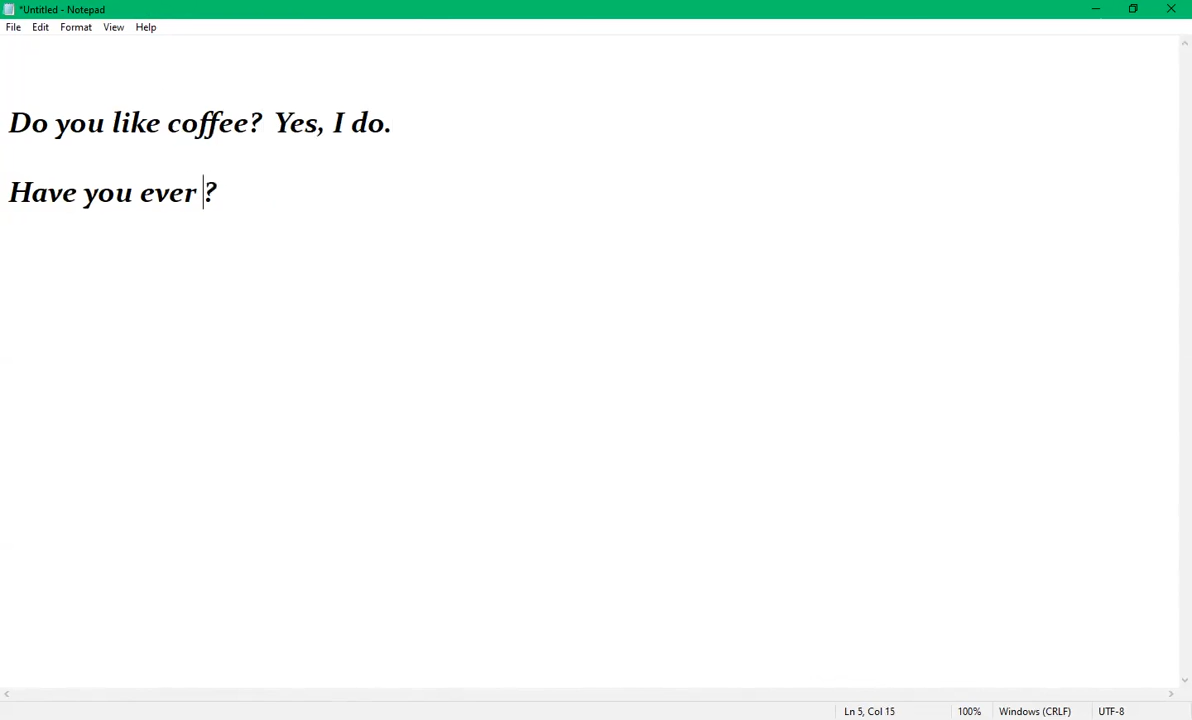 *Untitled - Notepad
File Edit Format View Help
Do you like coffee?  Yes, I do.
Have you ever ?
Ln 5, Col 15 100% Windows (CRLF) UTF-8